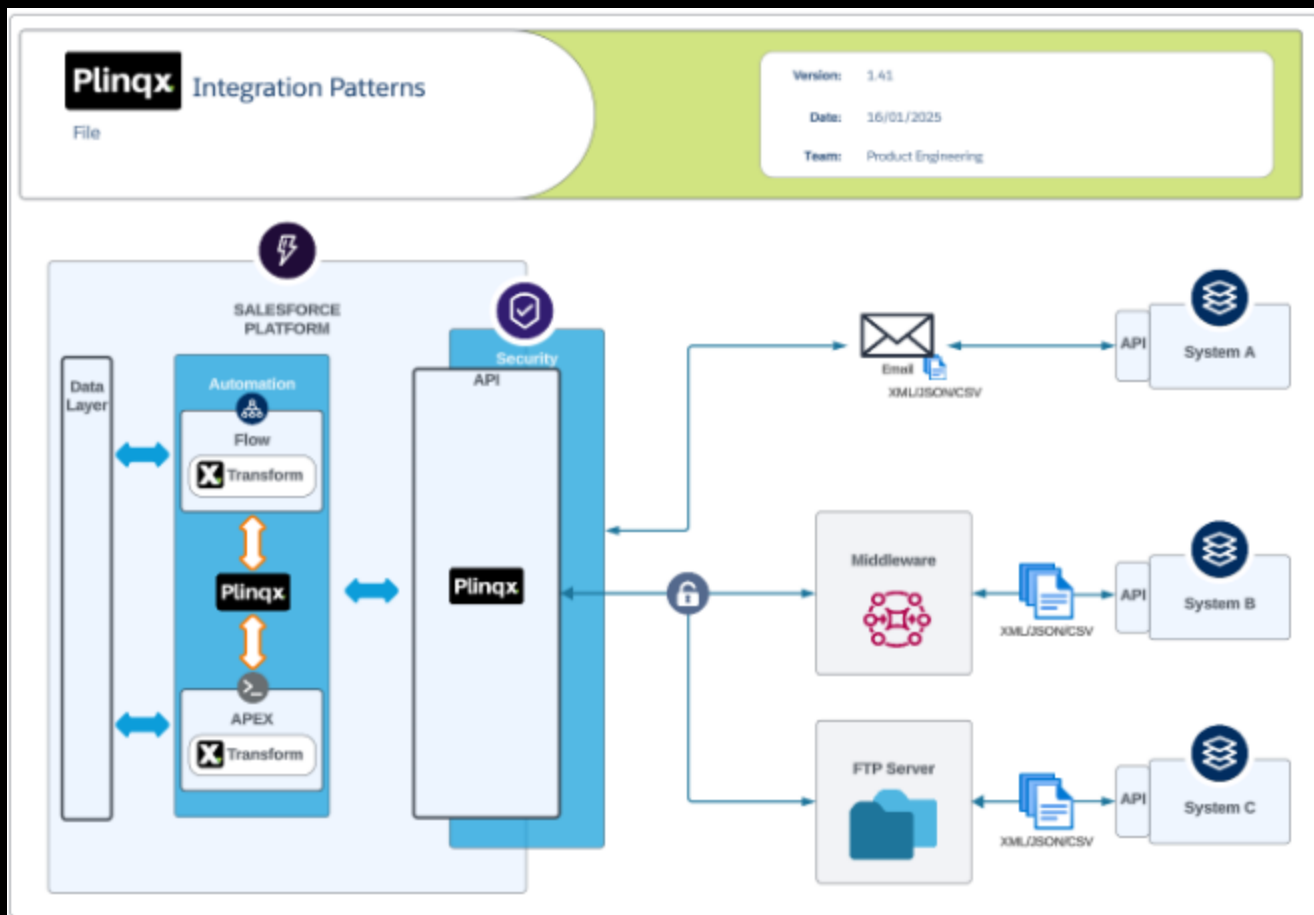 Plinqx Integration Patterns
File
Version: 1.41
Date: 16/01/2025
Team: Product Engineering
SALESFORCE
PLATFORM
Data
Layer
Automation
Flow
X Transform
Plinqx
APEX
X Transform
Security
API
Plinqx
Email
XML/JSON/CSV
API
System A
Middleware
XML/JSON/CSV
API
System B
FTP Server
XML/JSON/CSV
API
System C